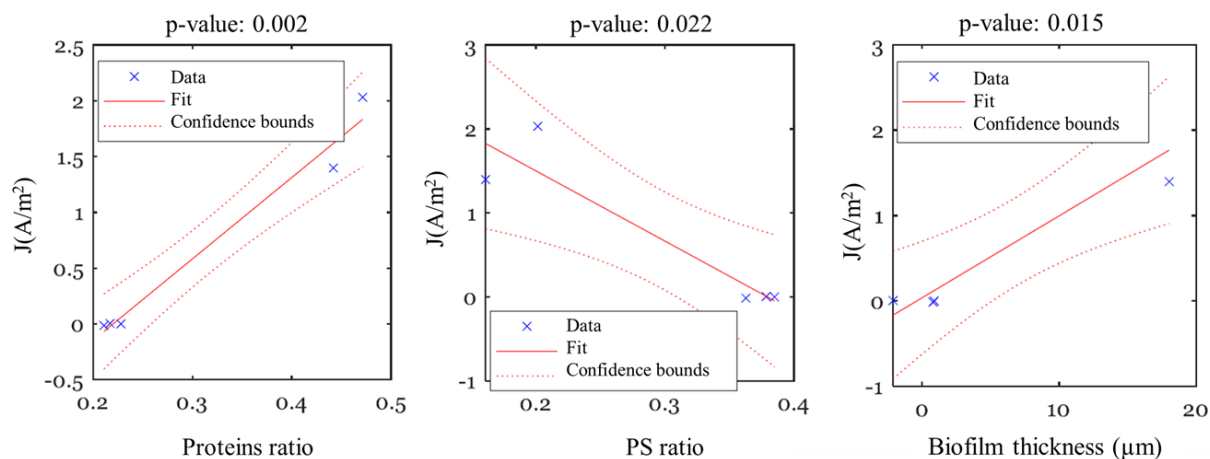 p-value: 0.002
2.5
2
1.5
1
0.5
0
-0.5
J(A/m²)
Data
Fit
Confidence bounds
0.2
0.3
0.4
0.5
Proteins ratio
p-value: 0.022
3
2
1
0
-1
J(A/m²)
Data
Fit
Confidence bounds
0.2
0.3
0.4
PS ratio
p-value: 0.015
3
2
1
0
-1
J(A/m²)
Data
Fit
Confidence bounds
0
10
20
Biofilm thickness (µm)